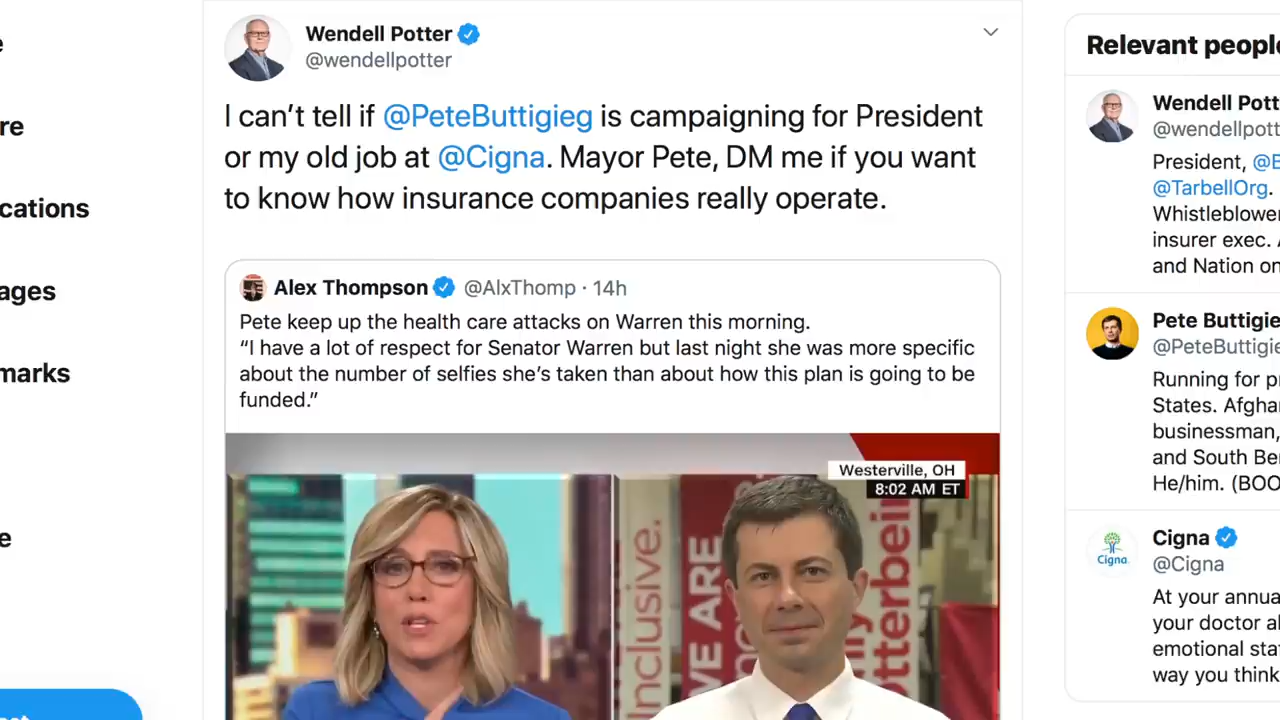 Wendell Potter
@wendellpotter
I can’t tell if @PeteButtigieg is campaigning for President
or my old job at @Cigna. Mayor Pete, DM me if you want
to know how insurance companies really operate.
Alex Thompson @AlxThomp · 14h
Pete keep up the health care attacks on Warren this morning.
“I have a lot of respect for Senator Warren but last night she was more specific
about the number of selfies she’s taken than about how this plan is going to be
funded.”
Westerville, OH
8:02 AM ET
Inclusive.
WE ARE
otterbein
e
re
cations
ages
marks
e
Relevant people
Wendell Pott
@wendellpott
President, @B
@TarbellOrg.
Whistleblower
insurer exec. A
and Nation on
Pete Buttigie
@PeteButtigie
Running for pr
States. Afghan
businessman,
and South Ben
He/him. (BOO
Cigna
@Cigna
Cigna.
At your annua
your doctor ab
emotional stat
way you think